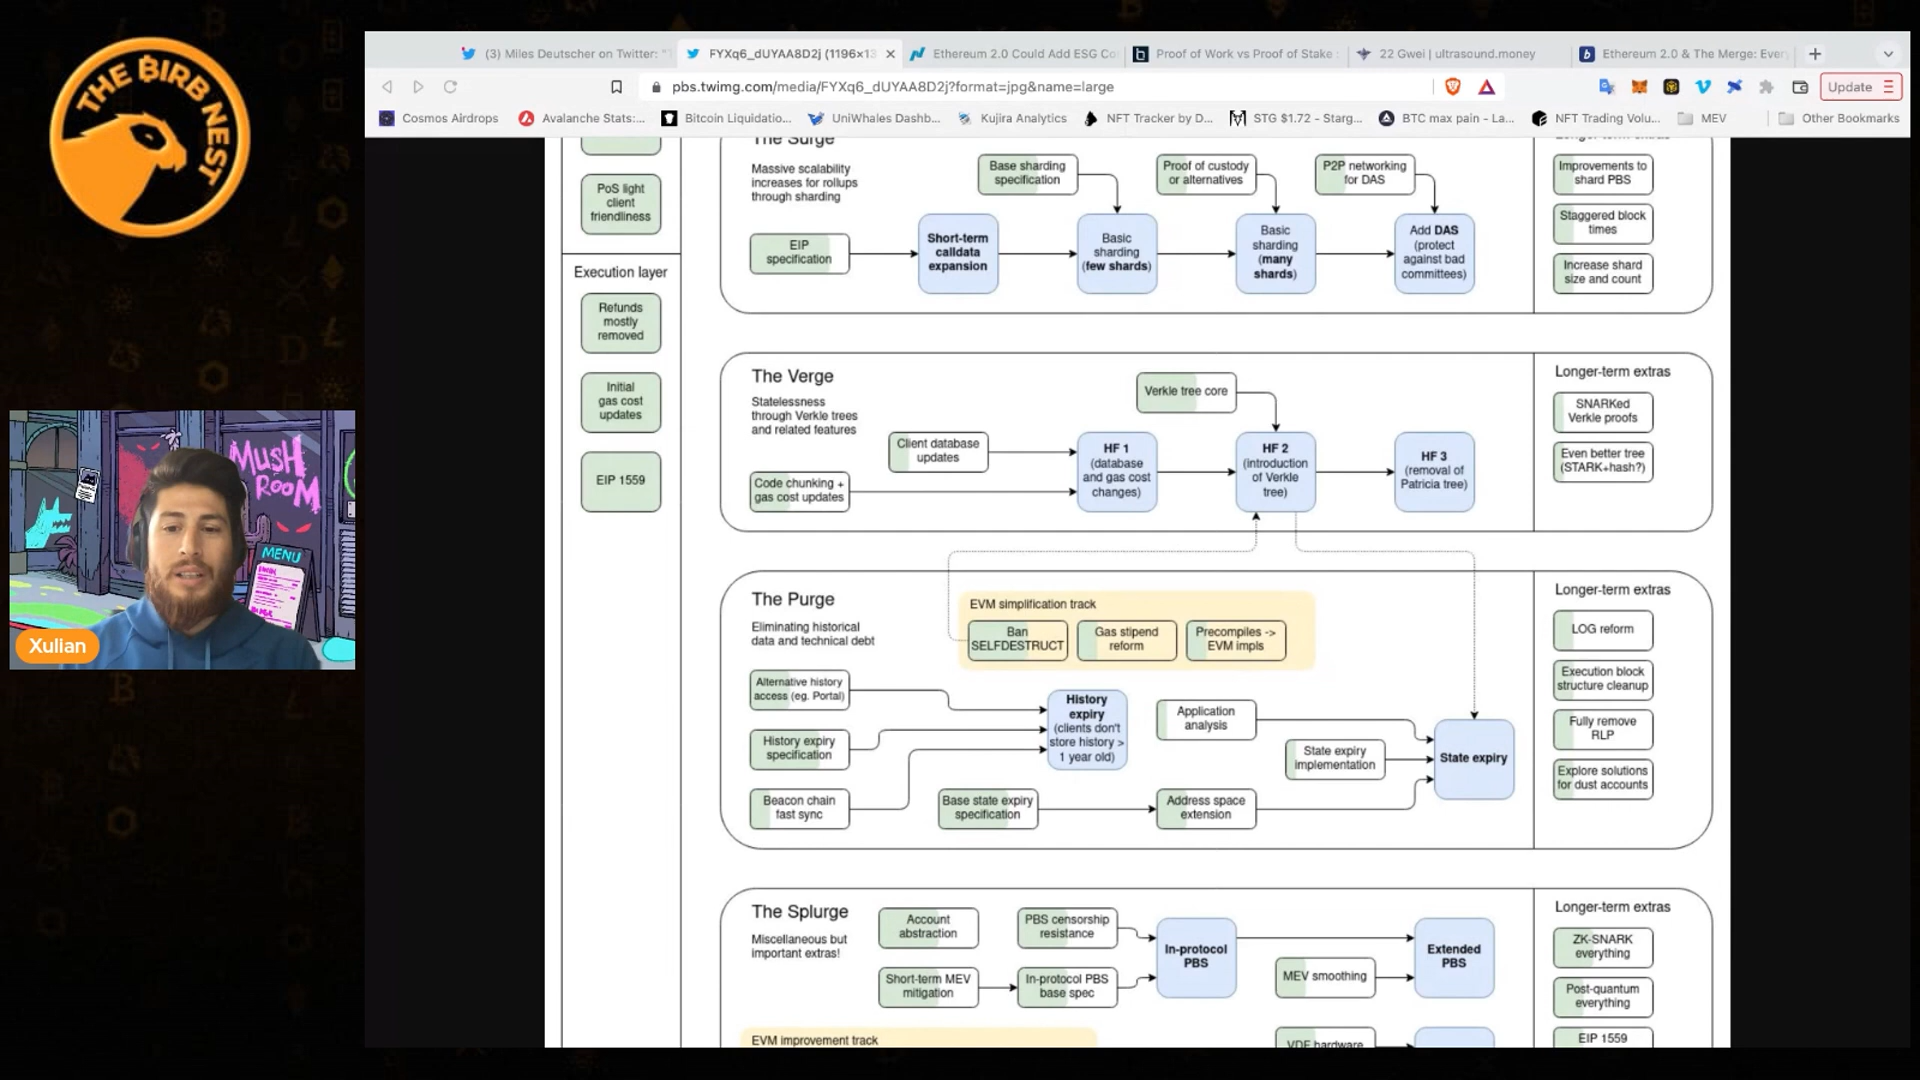 THE BIRB NEST
(3) Miles Deutscher on Twitter: "T
FYXq6_dUYAA8D2j (1196×13
Ethereum 2.0 Could Add ESG Co
Proof of Work vs Proof of Stake
22 Gwei | ultrasound.money
Ethereum 2.0 & The Merge: Ever
pbs.twimg.com/media/FYXq6_dUYAA8D2j?format=jpg&name=large
Update
Cosmos Airdrops
Avalanche Stats:...
Bitcoin Liquidatio...
UniWhales Dashb...
Kujira Analytics
NFT Tracker by D...
STG $1.72 – Starg...
BTC max pain – La...
NFT Trading Volu...
MEV
Other Bookmarks
PoS light
client
friendliness
Execution layer
Refunds
mostly
removed
Initial
gas cost
updates
EIP 1559
The Surge
Massive scalability
increases for rollups
through sharding
EIP
specification
Base sharding
specification
Proof of custody
or alternatives
P2P networking
for DAS
Short-term
calldata
expansion
Basic
sharding
(few shards)
Basic
sharding
(many
shards)
Add DAS
(protect
against bad
committees)
Longer-term extras
Improvements to
shard PBS
Staggered block
times
Increase shard
size and count
The Verge
Statelessness
through Verkle trees
and related features
Verkle tree core
Client database
updates
Code chunking +
gas cost updates
HF 1
(database
and gas cost
changes)
HF 2
(introduction
of Verkle
tree)
HF 3
(removal of
Patricia tree)
Longer-term extras
SNARKed
Verkle proofs
Even better tree
(STARK+hash?)
The Purge
Eliminating historical
data and technical debt
EVM simplification track
Ban
SELFDESTRUCT
Gas stipend
reform
Precompiles ->
EVM impls
Alternative history
access (eg. Portal)
History expiry
specification
Beacon chain
fast sync
History
expiry
(clients don't
store history >
1 year old)
Application
analysis
State expiry
implementation
Base state expiry
specification
Address space
extension
State expiry
Longer-term extras
LOG reform
Execution block
structure cleanup
Fully remove
RLP
Explore solutions
for dust accounts
The Splurge
Miscellaneous but
important extras!
Account
abstraction
PBS censorship
resistance
Short-term MEV
mitigation
In-protocol PBS
base spec
In-protocol
PBS
MEV smoothing
Extended
PBS
EVM improvement track
VDF hardware
Longer-term extras
ZK-SNARK
everything
Post-quantum
everything
EIP 1559
MUSH
ROOM
MENU
Xulian